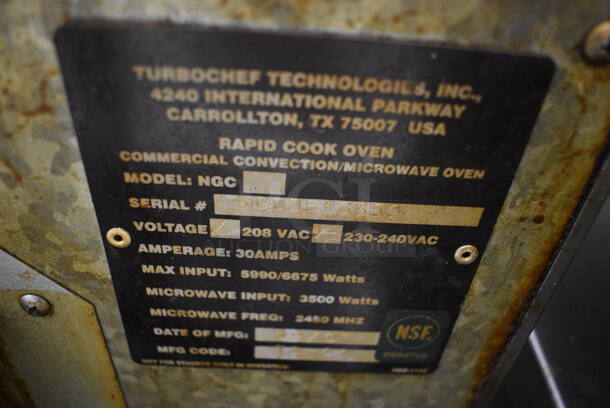 TURBOCHEF TECHNOLOGIES, INC.,
4240 INTERNATIONAL PARKWAY
CARROLLTON, TX 75007 USA
RAPID COOK OVEN
COMMERCIAL CONVECTION/MICROWAVE OVEN
MODEL: NGC
SERIAL #
VOLTAGE 208 VAC 230-240VAC
AMPERAGE: 30AMPS
MAX INPUT: 5990/6675 Watts
MICROWAVE INPUT: 3500 Watts
MICROWAVE FREQ: 2450 MHZ
DATE OF MFG:
MFG CODE:
NSF